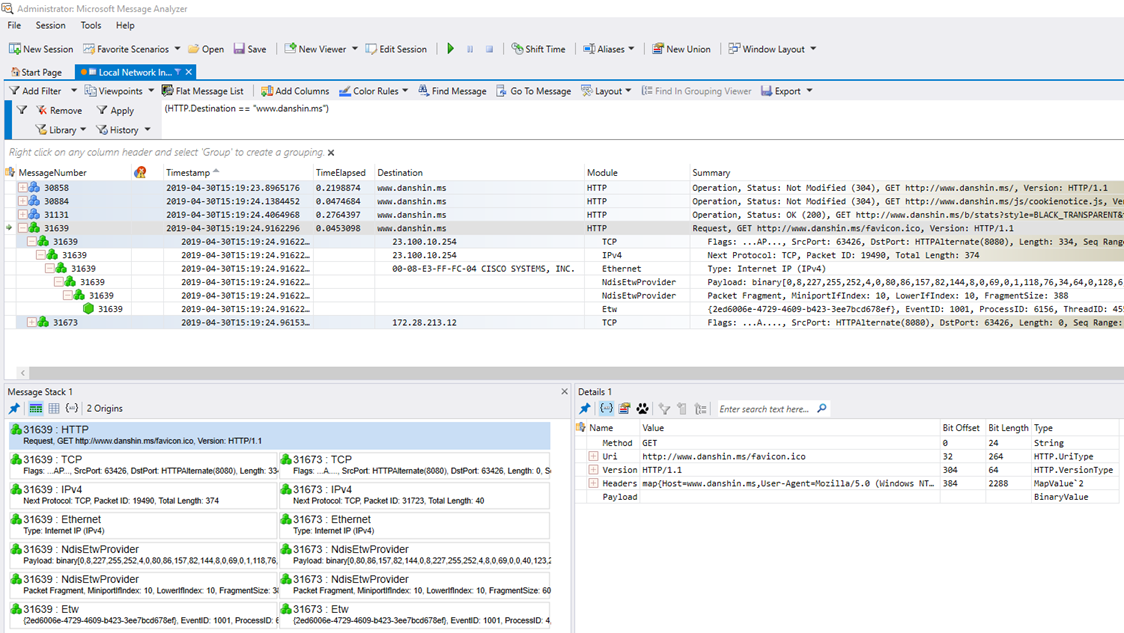 Administrator: Microsoft Message Analyzer
File Session Tools Help
New Session Favorite Scenarios Open Save New Viewer Edit Session Shift Time Aliases New Union Window Layout
Start Page Local Network In...
Add Filter Viewpoints Flat Message List Add Columns Color Rules Find Message Go To Message Layout Find In Grouping Viewer Export
Remove Apply (HTTP.Destination == "www.danshin.ms")
Library History
Right click on any column header and select 'Group' to create a grouping.
MessageNumber Timestamp TimeElapsed Destination Module Summary
30858 2019-04-30T15:19:23.8965176 0.2198874 www.danshin.ms HTTP Operation, Status: Not Modified (304), GET http://www.danshin.ms/, Version: HTTP/1.1
30884 2019-04-30T15:19:24.1384452 0.0474684 www.danshin.ms HTTP Operation, Status: Not Modified (304), GET http://www.danshin.ms/js/cookienotice.js, Ve
31131 2019-04-30T15:19:24.4064968 0.2764397 www.danshin.ms HTTP Operation, Status: OK (200), GET http://www.danshin.ms/b/stats?style=BLACK_TRANSPARENT&
31639 2019-04-30T15:19:24.9162296 0.0453098 www.danshin.ms HTTP Request, GET http://www.danshin.ms/favicon.ico, Version: HTTP/1.1
31639 2019-04-30T15:19:24.91622... 23.100.10.254 TCP Flags: ...AP..., SrcPort: 63426, DstPort: HTTPAlternate(8080), Length: 334, Seq Range
31639 2019-04-30T15:19:24.91622... 23.100.10.254 IPv4 Next Protocol: TCP, Packet ID: 19490, Total Length: 374
31639 2019-04-30T15:19:24.91622... 00-08-E3-FF-FC-04 CISCO SYSTEMS, INC. Ethernet Type: Internet IP (IPv4)
31639 2019-04-30T15:19:24.91622... NdisEtwProvider Payload: binary[0,8,227,255,252,4,0,80,86,157,82,144,8,0,69,0,1,118,76,34,64,0,128,6
31639 2019-04-30T15:19:24.91622... NdisEtwProvider Packet Fragment, MiniportIfIndex: 10, LowerIfIndex: 10, FragmentSize: 388
31639 2019-04-30T15:19:24.91622... Etw {2ed6006e-4729-4609-b423-3ee7bcd678ef}, EventID: 1001, ProcessID: 6156, ThreadID: 45
31673 2019-04-30T15:19:24.96153... 172.28.213.12 TCP Flags: ...A...., SrcPort: HTTPAlternate(8080), DstPort: 63426, Length: 0, Seq Range:
Message Stack 1
2 Origins
31639 : HTTP
Request, GET http://www.danshin.ms/favicon.ico, Version: HTTP/1.1
31639 : TCP 31673 : TCP
Flags: ...AP..., SrcPort: 63426, DstPort: HTTPAlternate(8080), Length: 33 Flags: ...A...., SrcPort: HTTPAlternate(8080), DstPort: 63426, Length: 0, S
31639 : IPv4 31673 : IPv4
Next Protocol: TCP, Packet ID: 19490, Total Length: 374 Next Protocol: TCP, Packet ID: 31723, Total Length: 40
31639 : Ethernet 31673 : Ethernet
Type: Internet IP (IPv4) Type: Internet IP (IPv4)
31639 : NdisEtwProvider 31673 : NdisEtwProvider
Payload: binary[0,8,227,255,252,4,0,80,86,157,82,144,8,0,69,0,1,118,76, Payload: binary[0,80,86,157,82,144,0,8,227,255,252,4,8,0,69,0,0,40,123,2
31639 : NdisEtwProvider 31673 : NdisEtwProvider
Packet Fragment, MiniportIfIndex: 10, LowerIfIndex: 10, FragmentSize: 38 Packet Fragment, MiniportIfIndex: 10, LowerIfIndex: 10, FragmentSize: 60
31639 : Etw 31673 : Etw
{2ed6006e-4729-4609-b423-3ee7bcd678ef}, EventID: 1001, ProcessID: 6 {2ed6006e-4729-4609-b423-3ee7bcd678ef}, EventID: 1001, ProcessID: 4,
Details 1
Enter search text here...
Name Value Bit Offset Bit Length Type
Method GET 0 24 String
Uri http://www.danshin.ms/favicon.ico 32 264 HTTP.UriType
Version HTTP/1.1 304 64 HTTP.VersionType
Headers map{Host=www.danshin.ms,User-Agent=Mozilla/5.0 (Windows NT... 384 2288 MapValue`2
Payload BinaryValue